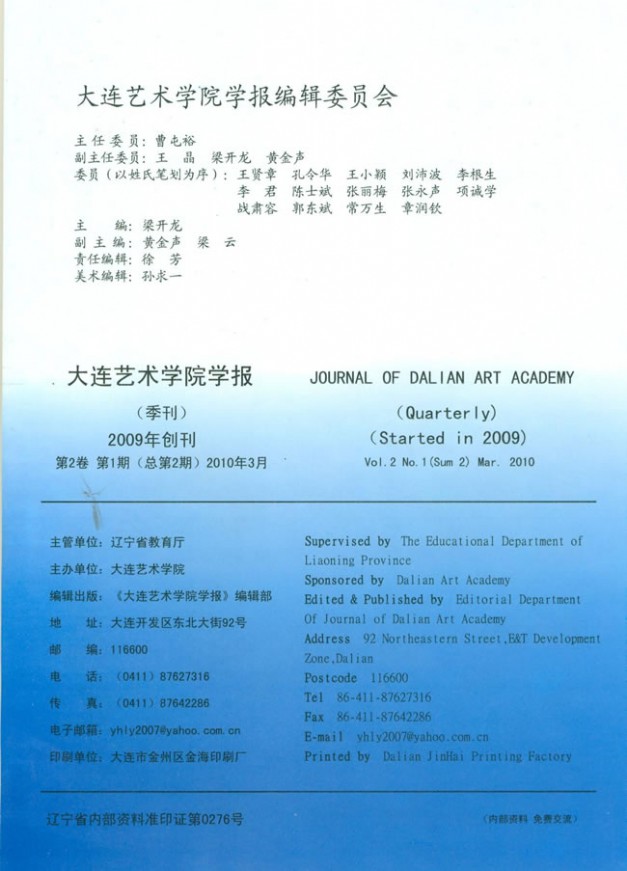 大连艺术学院学报编辑委员会
主任委员：曹屯裕
副主任委员：王 晶 梁开龙 黄金声
委员（以姓氏笔划为序）：王贤章 孔令华 王小颖 刘沛波 李根生
李 君 陈士斌 张丽梅 张永声 项诚学
战肃容 郭东斌 常万生 章润钦
主 编：梁开龙
副 主 编：黄金声 梁 云
责任编辑：徐 芳
美术编辑：孙求一
大连艺术学院学报 JOURNAL OF DALIAN ART ACADEMY
（季刊） (Quarterly)
2009年创刊 (Started in 2009)
第2卷 第1期（总第2期）2010年3月 Vol.2 No.1(Sum 2) Mar. 2010
主管单位：辽宁省教育厅
主办单位：大连艺术学院
编辑出版：《大连艺术学院学报》编辑部
地 址：大连开发区东北大街92号
邮 编：116600
电 话：（0411）87627316
传 真：（0411）87642286
电子邮箱：yhly2007@yahoo.com.cn
印刷单位：大连市金州区金海印刷厂
Supervised by The Educational Department of
Liaoning Province
Sponsored by Dalian Art Academy
Edited & Published by Editorial Department
Of Journal of Dalian Art Academy
Address 92 Northeastern Street,E&T Development
Zone,Dalian
Postcode 116600
Tel 86-411-87627316
Fax 86-411-87642286
E-mail yhly2007@yahoo.com.cn
Printed by Dalian JinHai Printing Factory
辽宁省内部资料准印证第0276号 （内部资料 免费交流）